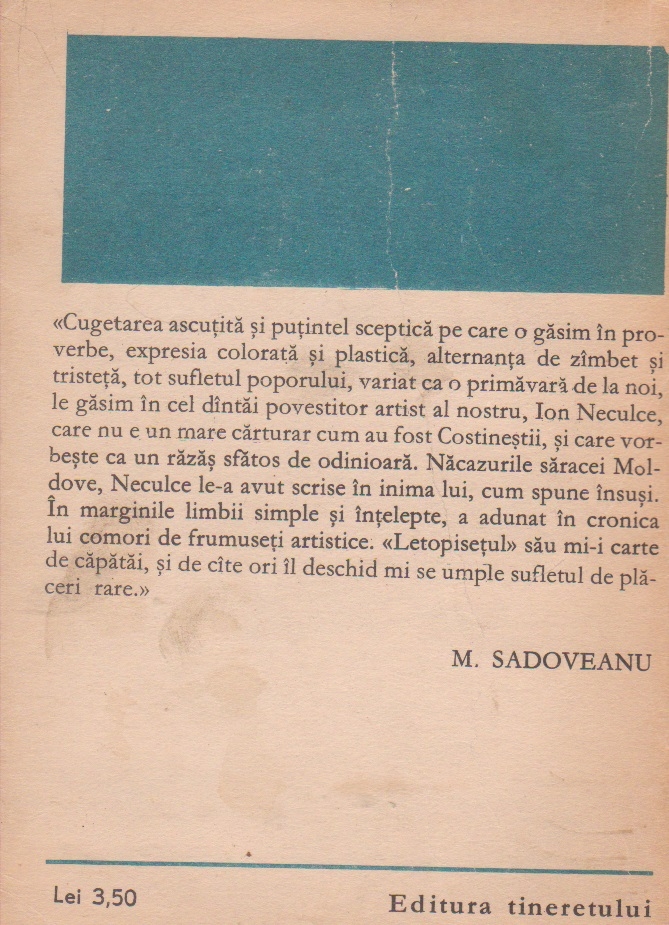 «Cugetarea ascuțită și puțintel sceptică pe care o găsim în pro-
verbe, expresia colorată și plastică, alternanța de zîmbet și
tristeță, tot sufletul poporului, variat ca o primăvară de la noi,
le găsim în cel dîntăi povestitor artist al nostru, Ion Neculce,
care nu e un mare cărturar cum au fost Costineștii, și care vor-
bește ca un răzăș sfătos de odinioară. Năcazurile săracei Mol-
dove, Neculce le-a avut scrise în inima lui, cum spune însuși.
În marginile limbii simple și înțelepte, a adunat în cronica
lui comori de frumuseți artistice. «Letopisețul» său mi-i carte
de căpătăi, și de cîte ori îl deschid mi se umple sufletul de plă-
ceri rare.»
M. SADOVEANU
Lei 3,50
Editura tineretului